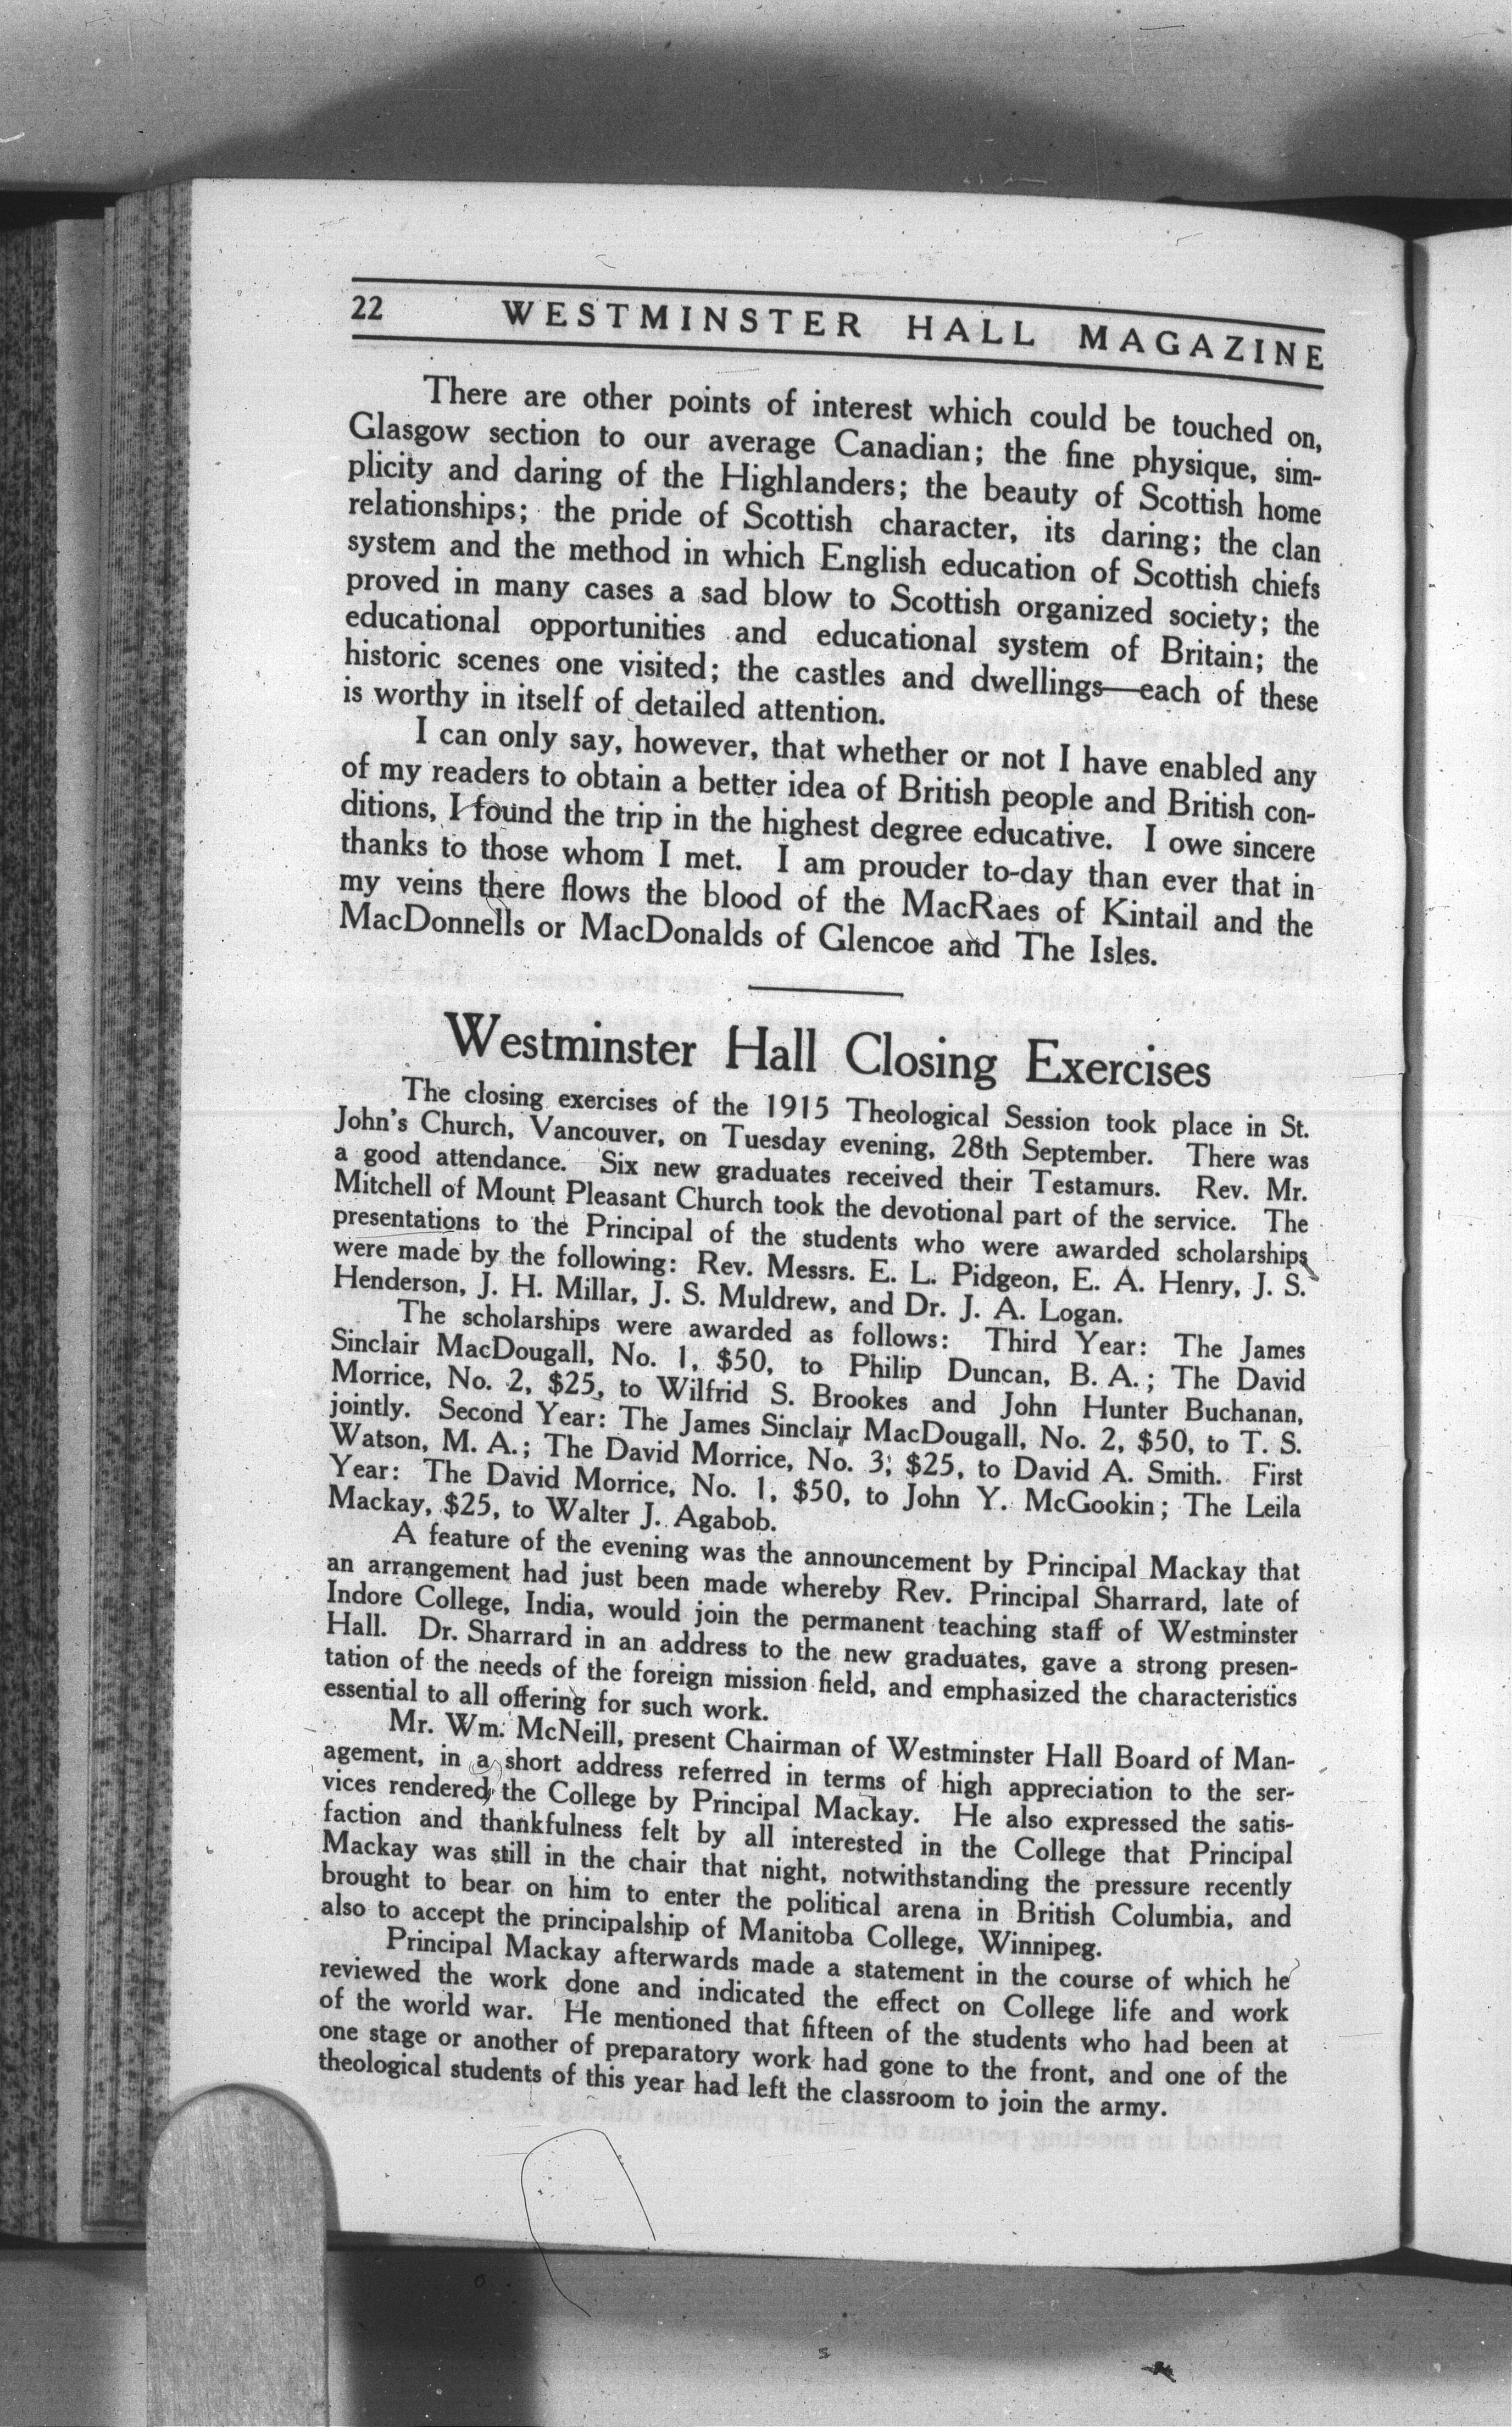 22 WESTMINSTER HALL MAGAZINE
There are other points of interest which could be touched on,
Glasgow section to our average Canadian; the fine physique, sim-
plicity and daring of the Highlanders; the beauty of Scottish home
relationships; the pride of Scottish character, its daring; the clan
system and the method in which English education of Scottish chiefs
proved in many cases a sad blow to Scottish organized society; the
educational opportunities and educational system of Britain; the
historic scenes one visited; the castles and dwellings—each of these
is worthy in itself of detailed attention.
I can only say, however, that whether or not I have enabled any
of my readers to obtain a better idea of British people and British con-
ditions, I found the trip in the highest degree educative. I owe sincere
thanks to those whom I met. I am prouder to-day than ever that in
my veins there flows the blood of the MacRaes of Kintail and the
MacDonnells or MacDonalds of Glencoe and The Isles.
Westminster Hall Closing Exercises
The closing exercises of the 1915 Theological Session took place in St.
John's Church, Vancouver, on Tuesday evening, 28th September. There was
a good attendance. Six new graduates received their Testamurs. Rev. Mr.
Mitchell of Mount Pleasant Church took the devotional part of the service. The
presentations to the Principal of the students who were awarded scholarships
were made by the following: Rev. Messrs. E. L. Pidgeon, E. A. Henry, J. S.
Henderson, J. H. Millar, J. S. Muldrew, and Dr. J. A. Logan.
The scholarships were awarded as follows: Third Year: The James
Sinclair MacDougall, No. 1, $50, to Philip Duncan, B. A.; The David
Morrice, No. 2, $25, to Wilfrid S. Brookes and John Hunter Buchanan,
jointly. Second Year: The James Sinclair MacDougall, No. 2, $50, to T. S.
Watson, M. A.; The David Morrice, No. 3, $25, to David A. Smith. First
Year: The David Morrice, No. 1, $50, to John Y. McGookin; The Leila
Mackay, $25, to Walter J. Agabob.
A feature of the evening was the announcement by Principal Mackay that
an arrangement had just been made whereby Rev. Principal Sharrard, late of
Indore College, India, would join the permanent teaching staff of Westminster
Hall. Dr. Sharrard in an address to the new graduates, gave a strong presen-
tation of the needs of the foreign mission field, and emphasized the characteristics
essential to all offering for such work.
Mr. Wm. McNeill, present Chairman of Westminster Hall Board of Man-
agement, in a short address referred in terms of high appreciation to the ser-
vices rendered the College by Principal Mackay. He also expressed the satis-
faction and thankfulness felt by all interested in the College that Principal
Mackay was still in the chair that night, notwithstanding the pressure recently
brought to bear on him to enter the political arena in British Columbia, and
also to accept the principalship of Manitoba College, Winnipeg.
Principal Mackay afterwards made a statement in the course of which he
reviewed the work done and indicated the effect on College life and work
of the world war. He mentioned that fifteen of the students who had been at
one stage or another of preparatory work had gone to the front, and one of the
theological students of this year had left the classroom to join the army.